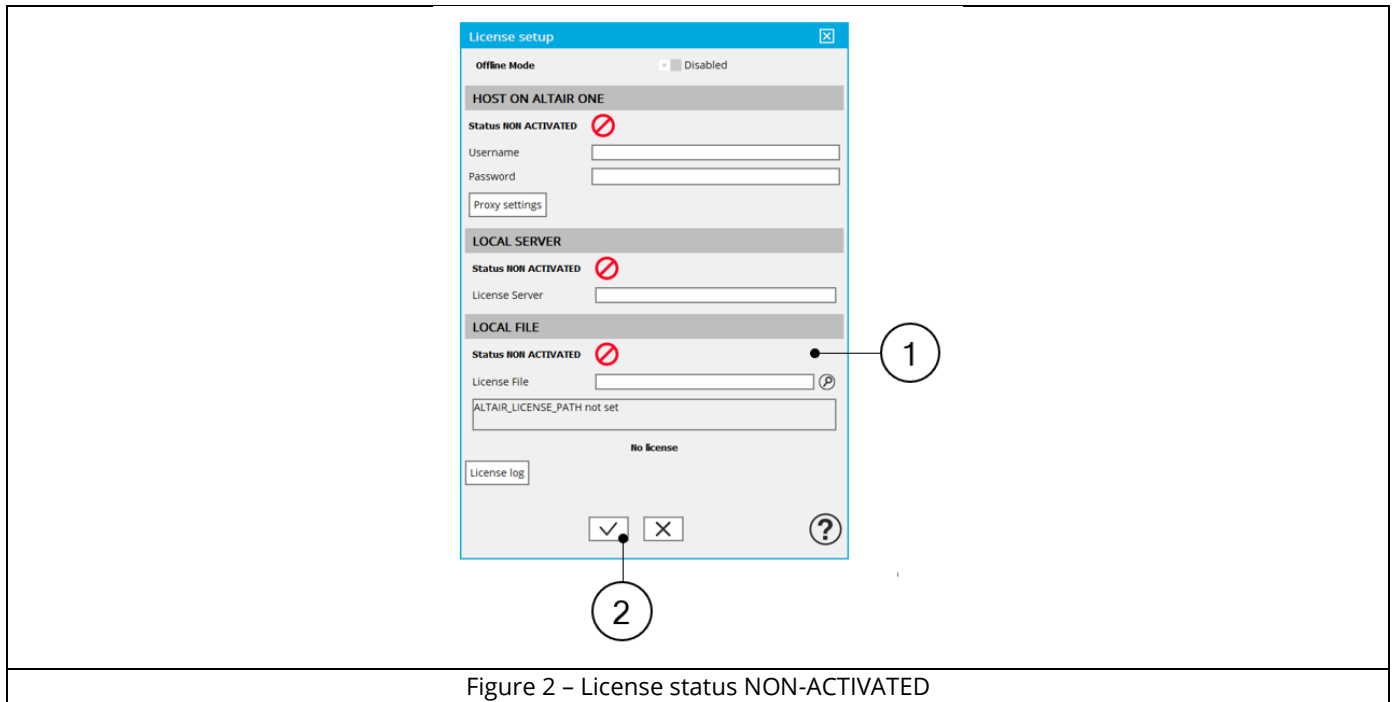 License setup
Offline Mode Disabled
HOST ON ALTAIR ONE
Status NON ACTIVATED
Username
Password
Proxy settings
LOCAL SERVER
Status NON ACTIVATED
License Server
LOCAL FILE
Status NON ACTIVATED
1
License File
ALTAIR_LICENSE_PATH not set
No license
License log
?
2
Figure 2 – License status NON-ACTIVATED